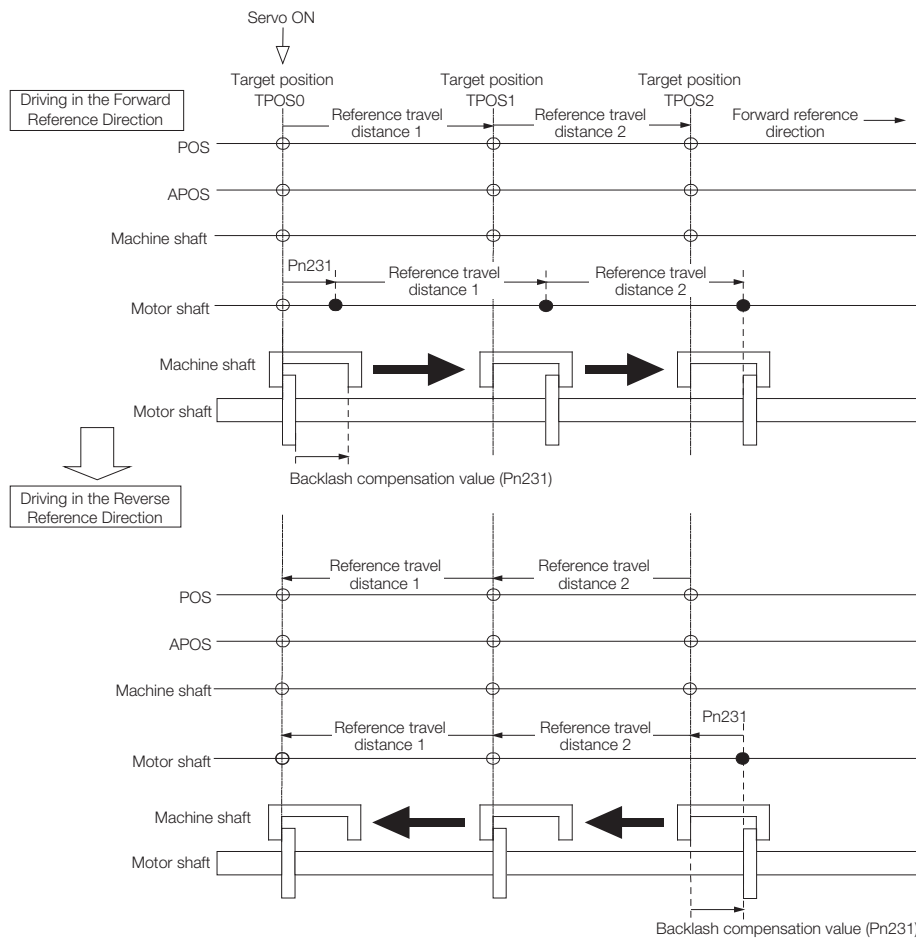 Servo ON
Target position
TPOS0
Target position
TPOS1
Target position
TPOS2
Driving in the Forward
Reference Direction
Reference travel
distance 1
Reference travel
distance 2
Forward reference
direction
POS
APOS
Machine shaft
Pn231
Reference travel
distance 1
Reference travel
distance 2
Motor shaft
Machine shaft
Motor shaft
Backlash compensation value (Pn231)
Driving in the Reverse
Reference Direction
Reference travel
distance 1
Reference travel
distance 2
POS
APOS
Machine shaft
Reference travel
distance 1
Reference travel
distance 2
Pn231
Motor shaft
Machine shaft
Motor shaft
Backlash compensation value (Pn231)